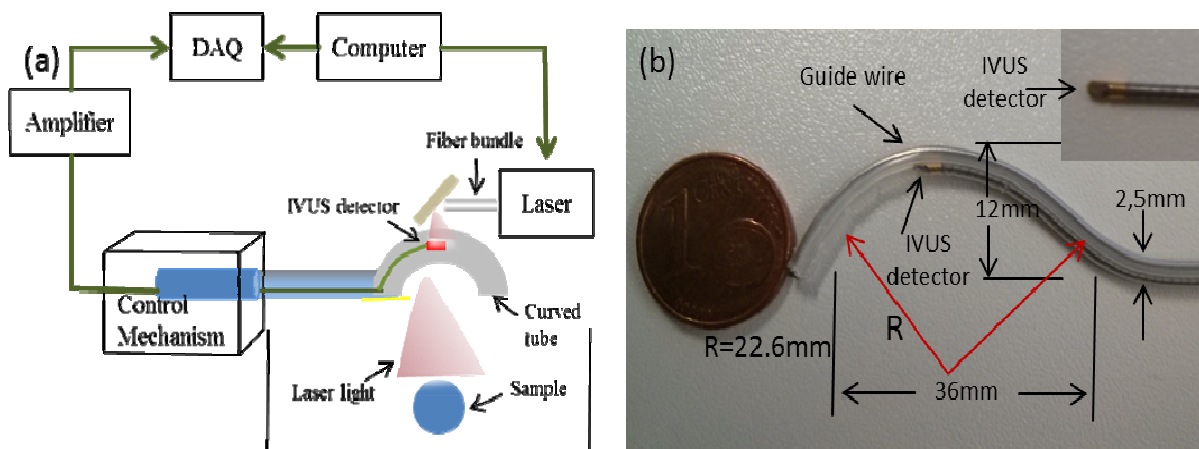 (a)
DAQ
Computer
Amplifier
Fiber bundle
Laser
IVUS detector
Control
Mechanism
Curved
tube
Laser light
Sample
(b)
Guide wire
IVUS
detector
12mm
2,5mm
IVUS
detector
R
R=22.6mm
36mm
1